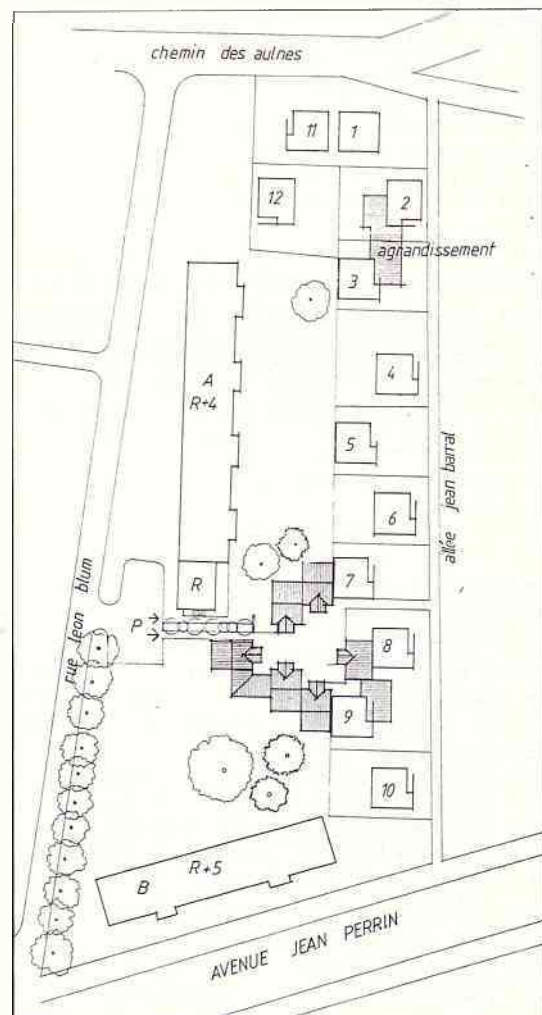 chemin des aulnes
11
1
12
2
agrandissement
3
A
R+4
4
5
allée jean barral
6
rue léon blum
R
7
P
8
9
10
B
R+5
AVENUE JEAN PERRIN